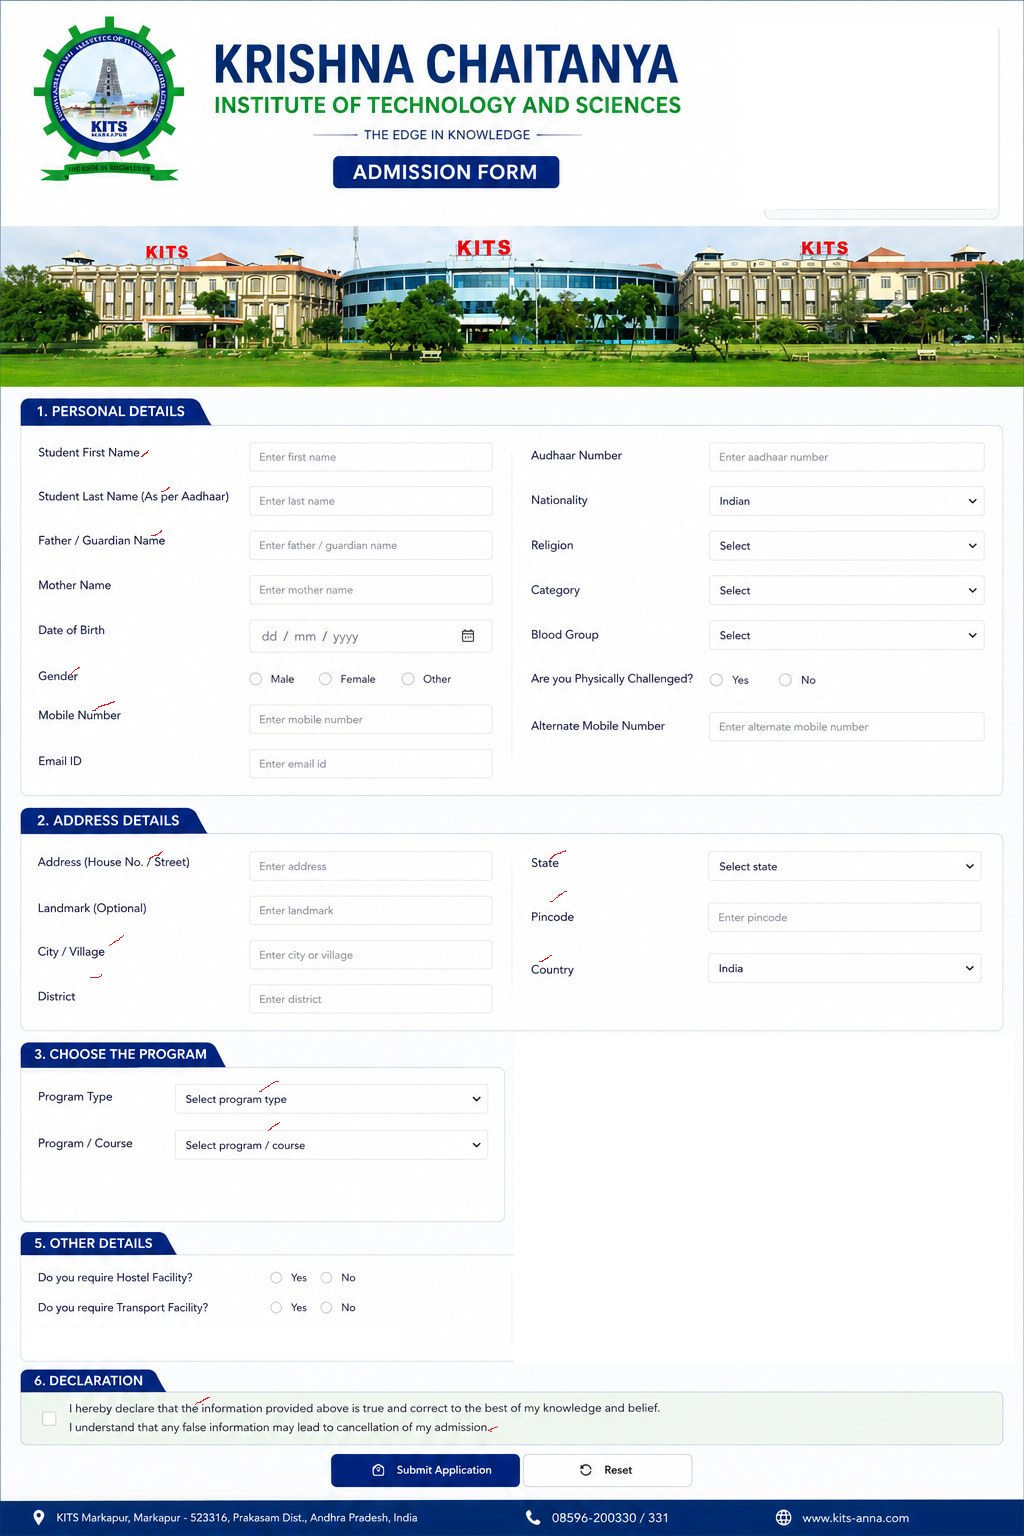 KITS
MARKAPUR
THE EDGE IN KNOWLEDGE
KRISHNA CHAITANYA
INSTITUTE OF TECHNOLOGY AND SCIENCES
THE EDGE IN KNOWLEDGE
ADMISSION FORM
KITS
KITS
KITS
1. PERSONAL DETAILS
Student First Name
Enter first name
Audhaar Number
Enter aadhaar number
Student Last Name (As per Aadhaar)
Enter last name
Nationality
Indian
Father / Guardian Name
Enter father / guardian name
Religion
Select
Mother Name
Enter mother name
Category
Select
Date of Birth
dd / mm / yyyy
Blood Group
Select
Gender
Male
Female
Other
Are you Physically Challenged?
Yes
No
Mobile Number
Enter mobile number
Alternate Mobile Number
Enter alternate mobile number
Email ID
Enter email id
2. ADDRESS DETAILS
Address (House No. / Street)
Enter address
State
Select state
Landmark (Optional)
Enter landmark
Pincode
Enter pincode
City / Village
Enter city or village
Country
India
District
Enter district
3. CHOOSE THE PROGRAM
Program Type
Select program type
Program / Course
Select program / course
5. OTHER DETAILS
Do you require Hostel Facility?
Yes
No
Do you require Transport Facility?
Yes
No
6. DECLARATION
I hereby declare that the information provided above is true and correct to the best of my knowledge and belief.
I understand that any false information may lead to cancellation of my admission.
Submit Application
Reset
KITS Markapur, Markapur - 523316, Prakasam Dist., Andhra Pradesh, India
08596-200330 / 331
www.kits-anna.com